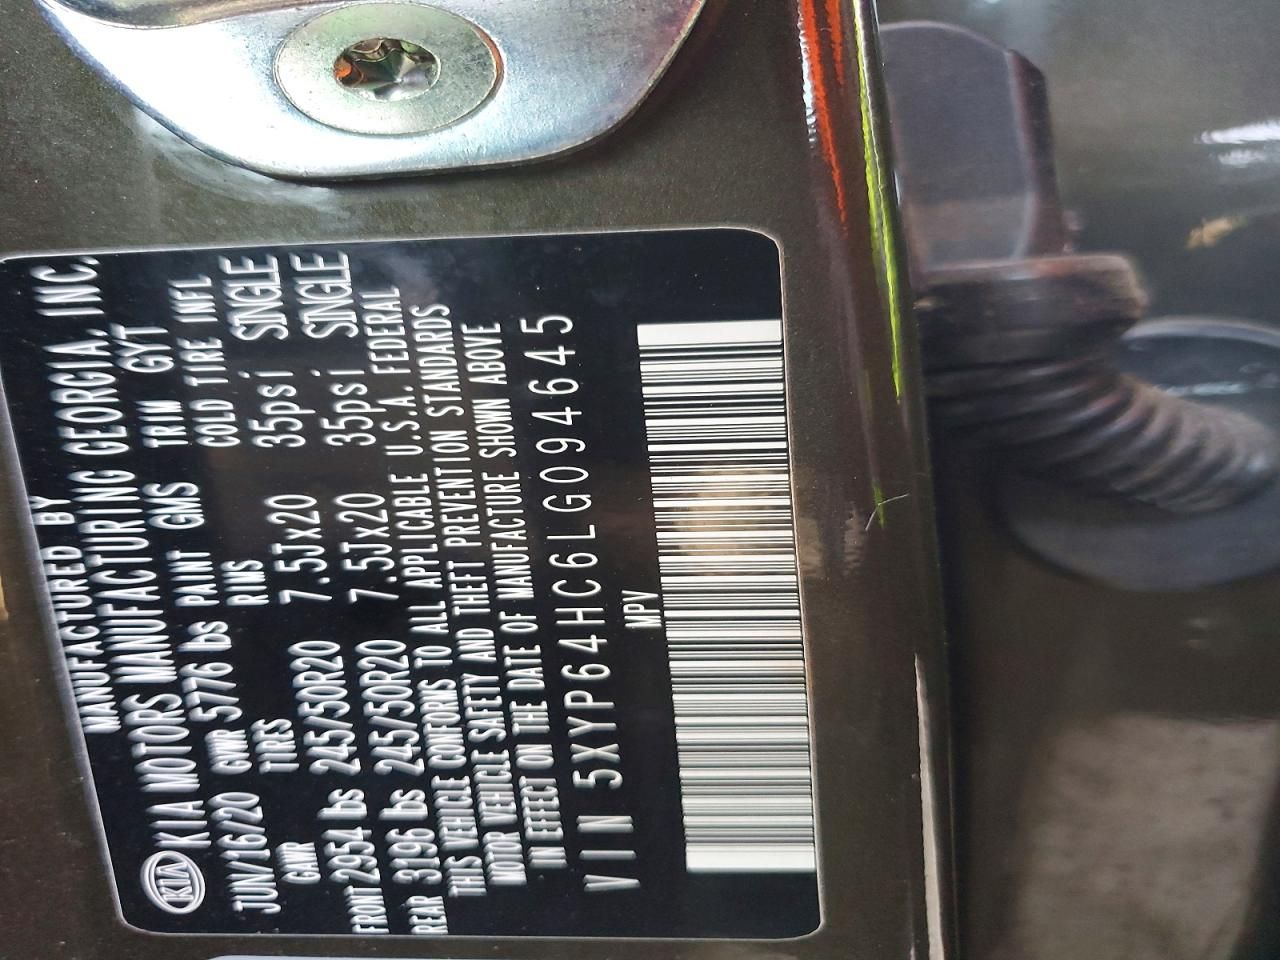 MANUFACTURED BY
KIA KIA MOTORS MANUFACTURING GEORGIA, INC.
JUN/16/20 GVWR 5776 lbs PAINT GMS TRIM GYT
GAWR TIRES RIMS COLD TIRE INFL
FRONT 2954 lbs 245/50R20 7.5Jx20 35psi SINGLE
REAR 3196 lbs 245/50R20 7.5Jx20 35psi SINGLE
THIS VEHICLE CONFORMS TO ALL APPLICABLE U.S.A. FEDERAL
MOTOR VEHICLE SAFETY AND THEFT PREVENTION STANDARDS
IN EFFECT ON THE DATE OF MANUFACTURE SHOWN ABOVE
VIN 5XYP64HC6LG094645
MPV